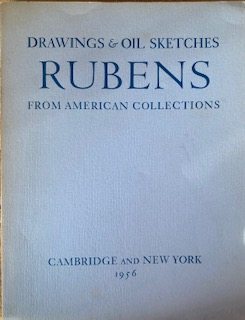 DRAWINGS & OIL SKETCHES
RUBENS
FROM AMERICAN COLLECTIONS
CAMBRIDGE AND NEW YORK
1956